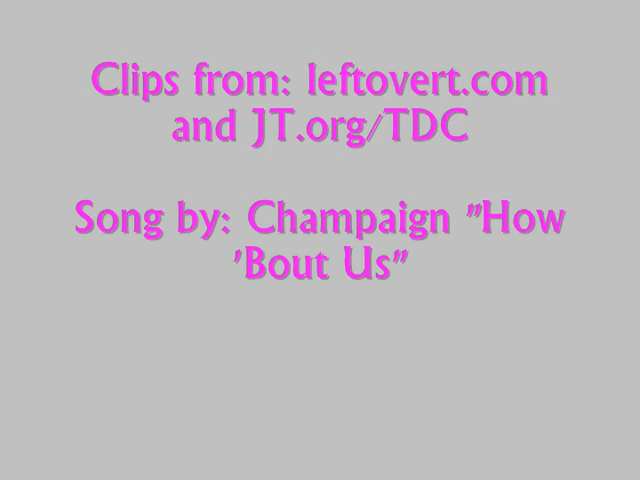 Clips from: leftovert.com
and JT.org/TDC
Song by: Champaign "How
'Bout Us"